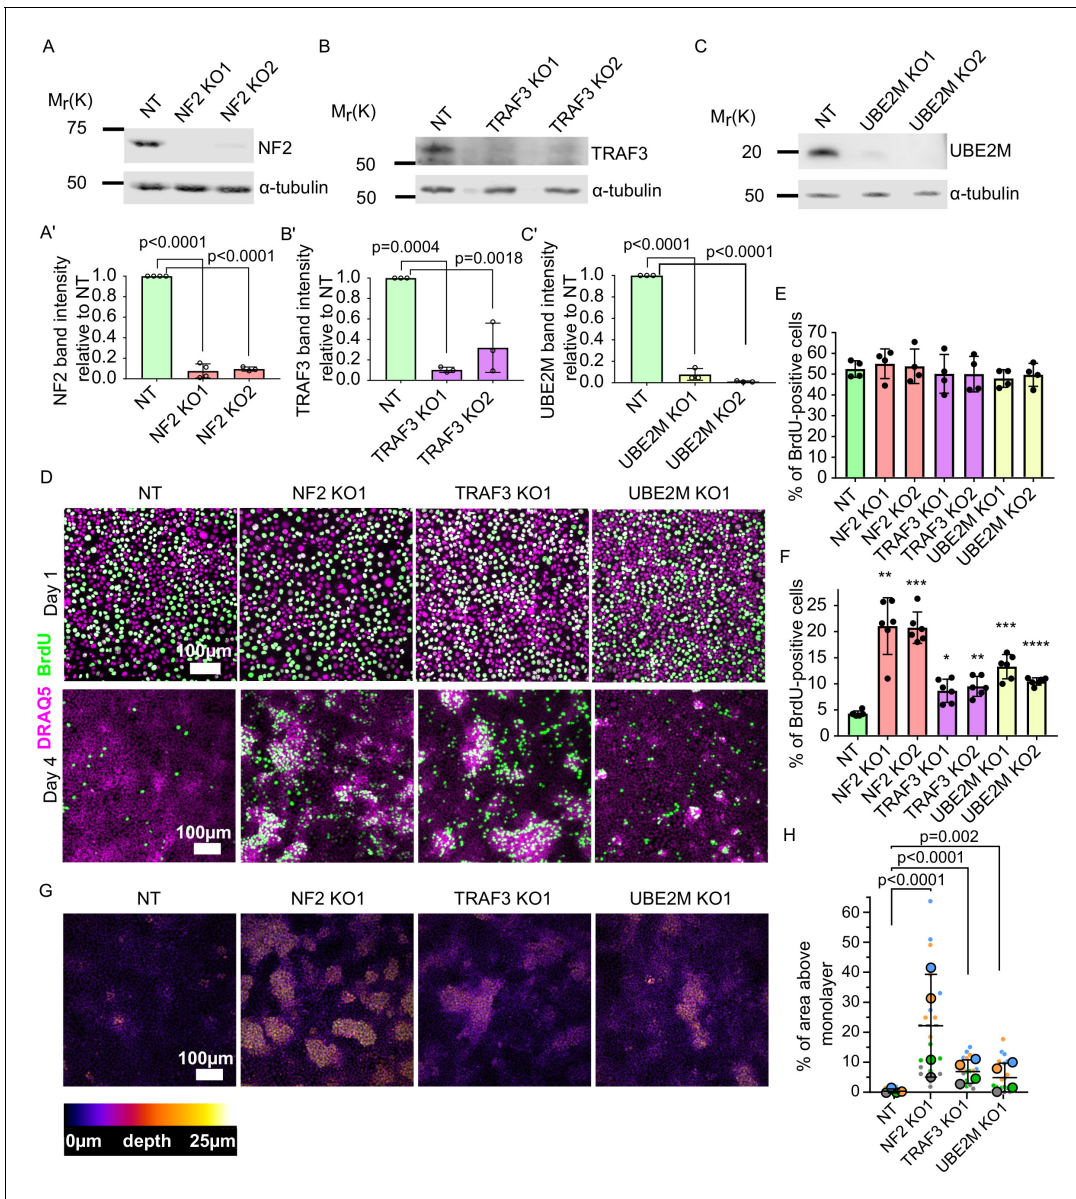 A
B
C
NT
NF2 KO1
NF2 KO2
Mr(K)
75
NF2
50
α-tubulin
NT
TRAF3 KO1
TRAF3 KO2
Mr(K)
50
TRAF3
50
α-tubulin
NT
UBE2M KO1
UBE2M KO2
Mr(K)
20
UBE2M
50
α-tubulin
A'
p<0.0001
p<0.0001
NF2 band intensity
relative to NT
1.0
0.8
0.6
0.4
0.2
0.0
NT
NF2 KO1
NF2 KO2
B'
p=0.0004
p=0.0018
TRAF3 band intensity
relative to NT
1.0
0.8
0.6
0.4
0.2
0.0
NT
TRAF3 KO1
TRAF3 KO2
C'
p<0.0001
p<0.0001
UBE2M band intensity
relative to NT
1.0
0.8
0.6
0.4
0.2
0.0
NT
UBE2M KO1
UBE2M KO2
D
NT
NF2 KO1
TRAF3 KO1
UBE2M KO1
Day 1
100µm
DRAQ5 BrdU
Day 4
100µm
E
% of BrdU-positive cells
70
60
50
40
30
20
10
0
NT
NF2 KO1
NF2 KO2
TRAF3 KO1
TRAF3 KO2
UBE2M KO1
UBE2M KO2
F
% of BrdU-positive cells
25
20
15
10
5
0
**
***
*
**
***
****
NT
NF2 KO1
NF2 KO2
TRAF3 KO1
TRAF3 KO2
UBE2M KO1
UBE2M KO2
G
NT
NF2 KO1
TRAF3 KO1
UBE2M KO1
100µm
0µm depth 25µm
H
p=0.002
p<0.0001
p<0.0001
% of area above
monolayer
60
50
40
30
20
10
0
NT
NF2 KO1
TRAF3 KO1
UBE2M KO1